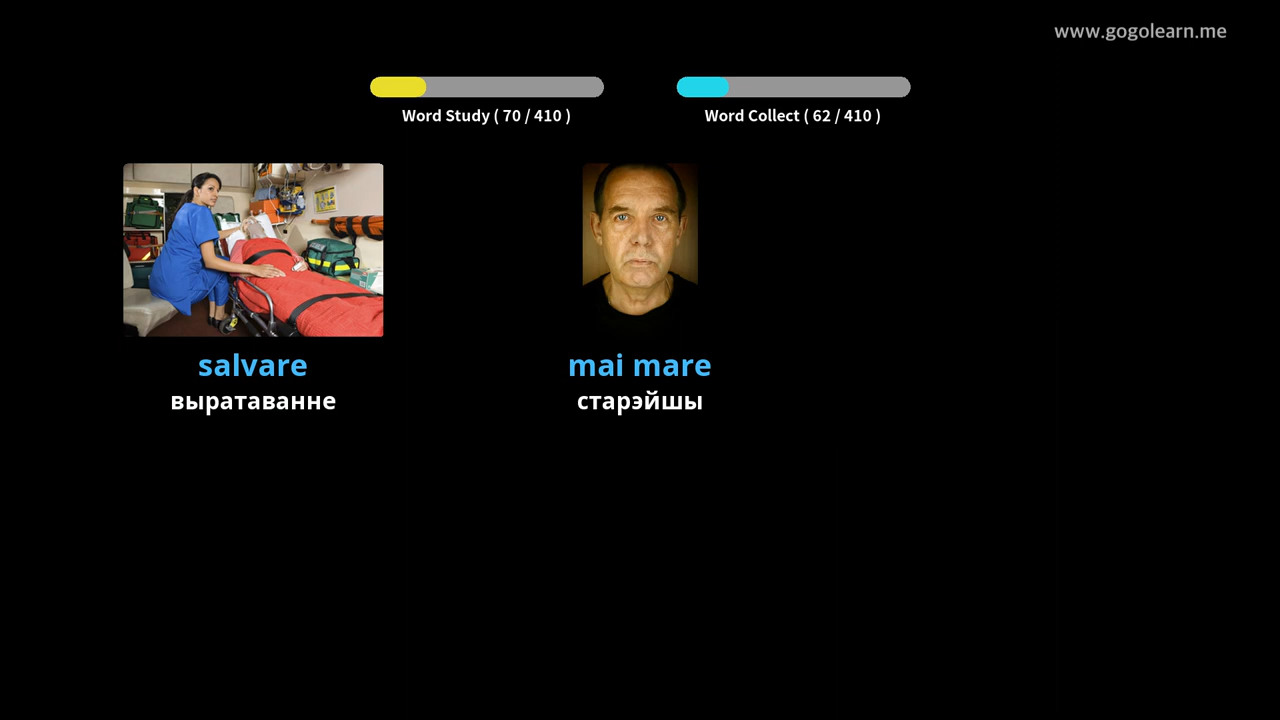 www.gogolearn.me
Word Study ( 70 / 410 )
Word Collect ( 62 / 410 )
salvare
выратаванне
mai mare
старэйшы